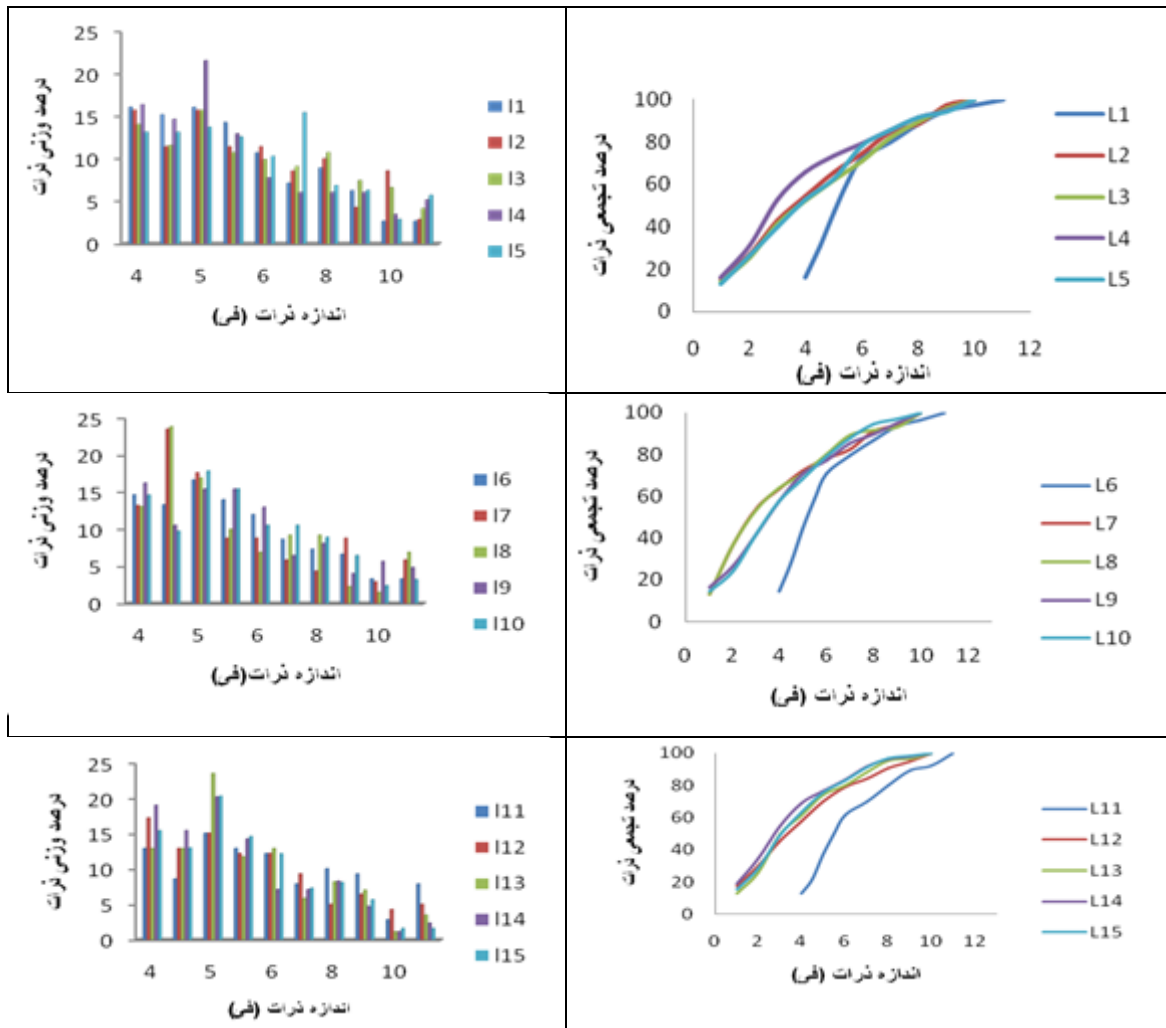 درصد وزنی ذرات
25
20
15
10
5
0
4 5 6 8 10
اندازه ذرات (فی)
l1
l2
l3
l4
l5
درصد تجمعی ذرات
100
80
60
40
20
0
0 2 4 6 8 10 12
اندازه ذرات (فی)
L1
L2
L3
L4
L5
درصد وزنی ذرات
25
20
15
10
5
0
4 5 6 8 10
اندازه ذرات(فی)
l6
l7
l8
l9
l10
درصد تجمعی ذرات
100
80
60
40
20
0
0 2 4 6 8 10 12
اندازه ذرات (فی)
L6
L7
L8
L9
L10
درصد وزنی ذرات
25
20
15
10
5
0
4 5 6 8 10
اندازه ذرات (فی)
l11
l12
l13
l14
l15
درصد تجمعی ذرات
100
80
60
40
20
0
0 2 4 6 8 10 12
اندازه ذرات (فی)
L11
L12
L13
L14
L15